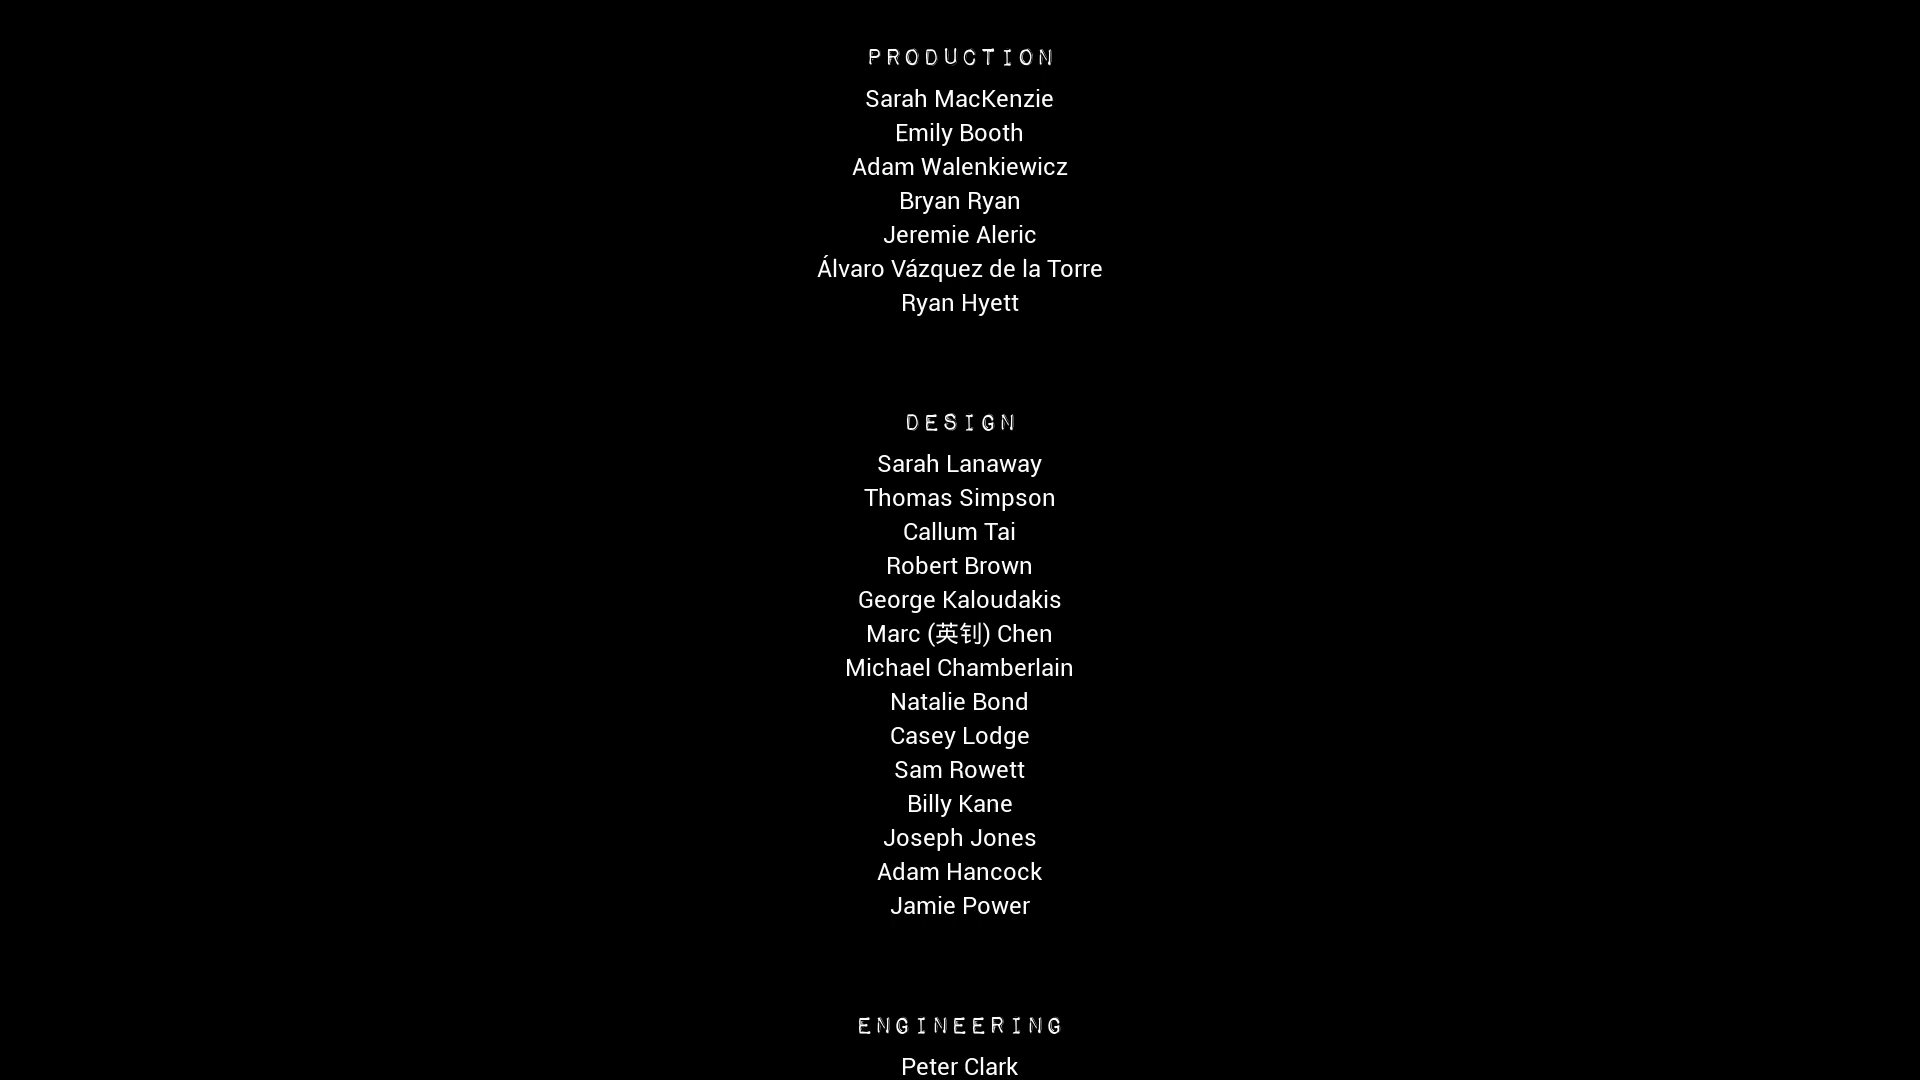 PRODUCTION
Sarah MacKenzie
Emily Booth
Adam Walenkiewicz
Bryan Ryan
Jeremie Aleric
Álvaro Vázquez de la Torre
Ryan Hyett
DESIGN
Sarah Lanaway
Thomas Simpson
Callum Tai
Robert Brown
George Kaloudakis
Marc (英钊) Chen
Michael Chamberlain
Natalie Bond
Casey Lodge
Sam Rowett
Billy Kane
Joseph Jones
Adam Hancock
Jamie Power
ENGINEERING
Peter Clark